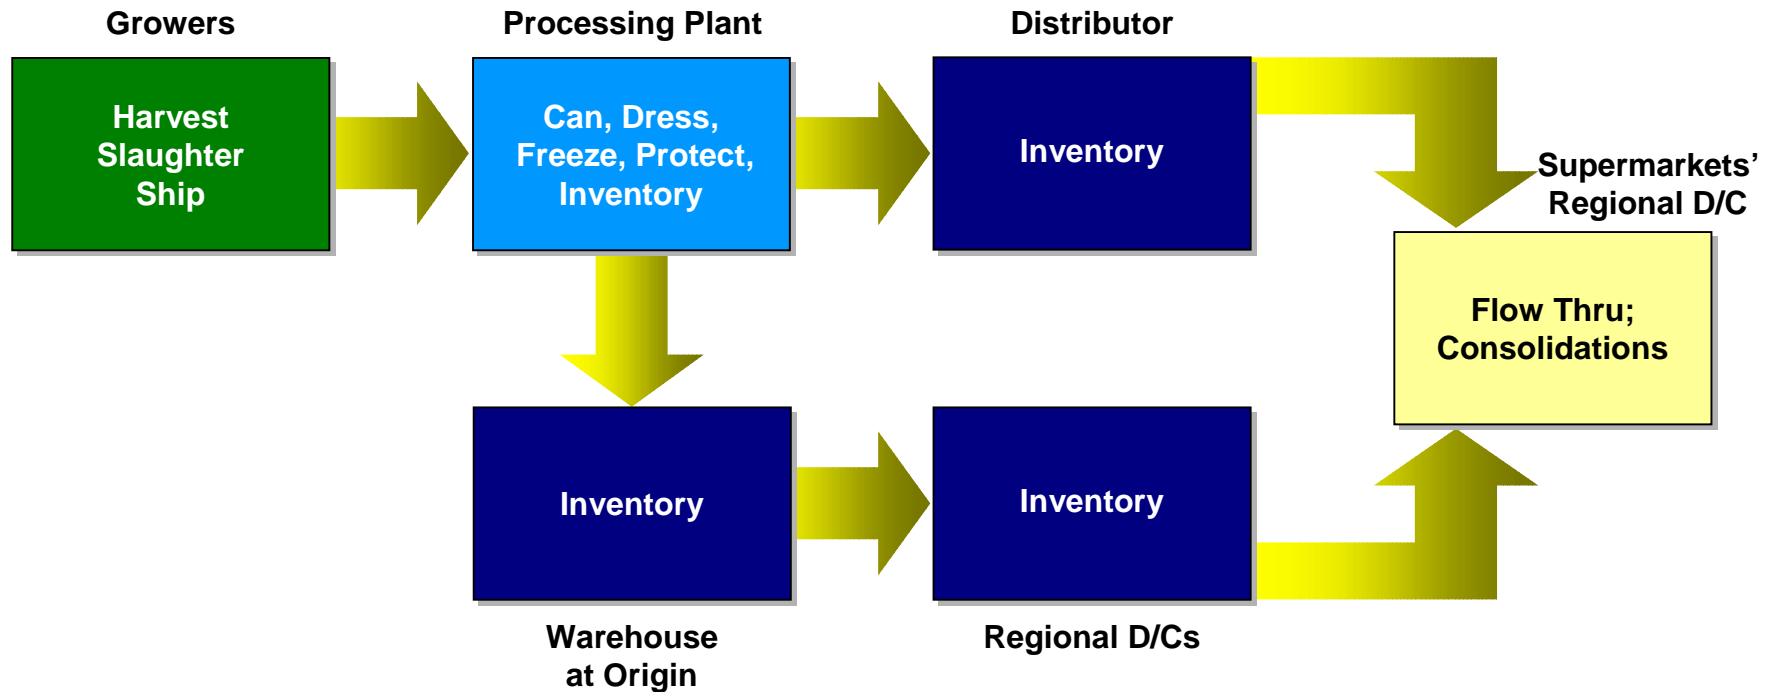 Growers
Processing Plant
Distributor
Harvest
Slaughter
Ship
Can, Dress,
Freeze, Protect,
Inventory
Inventory
Supermarkets’
Regional D/C
Flow Thru;
Consolidations
Inventory
Inventory
Warehouse
at Origin
Regional D/Cs